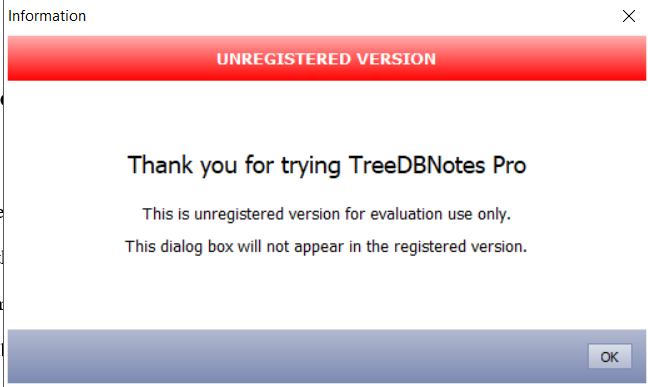 Information
UNREGISTERED VERSION
Thank you for trying TreeDBNotes Pro
This is unregistered version for evaluation use only.
This dialog box will not appear in the registered version.
OK